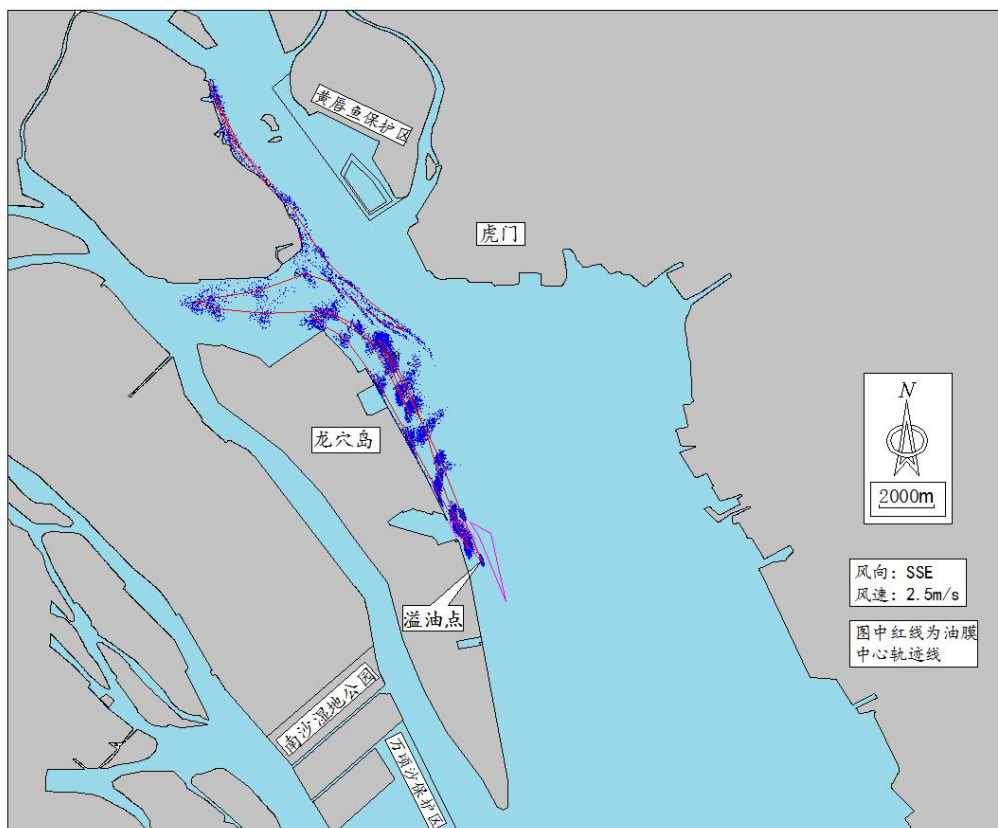 黄唇鱼保护区
虎门
龙穴岛
N
2000m
溢油点
风向: SSE
风速: 2.5m/s
图中红线为油膜
中心轨迹线
南沙湿地公园
万顷沙保护区